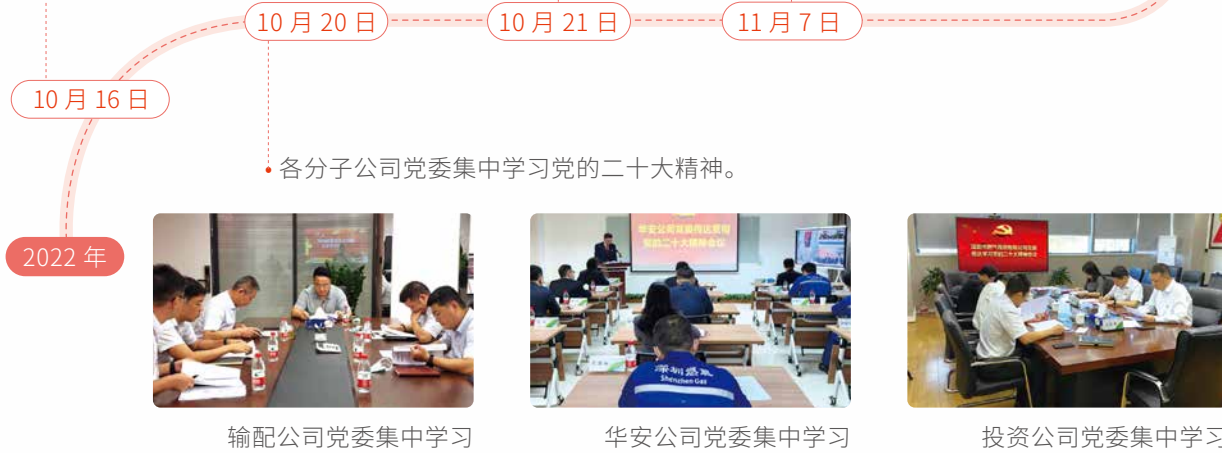 10 月 20 日
10 月 21 日
11 月 7 日
10 月 16 日
各分子公司党委集中学习党的二十大精神。
2022 年
华安公司党委传达贯彻
党的二十大精神会议
深圳燃气
Shenzhen Gas
输配公司党委集中学习
华安公司党委集中学习
投资公司党委集中学习